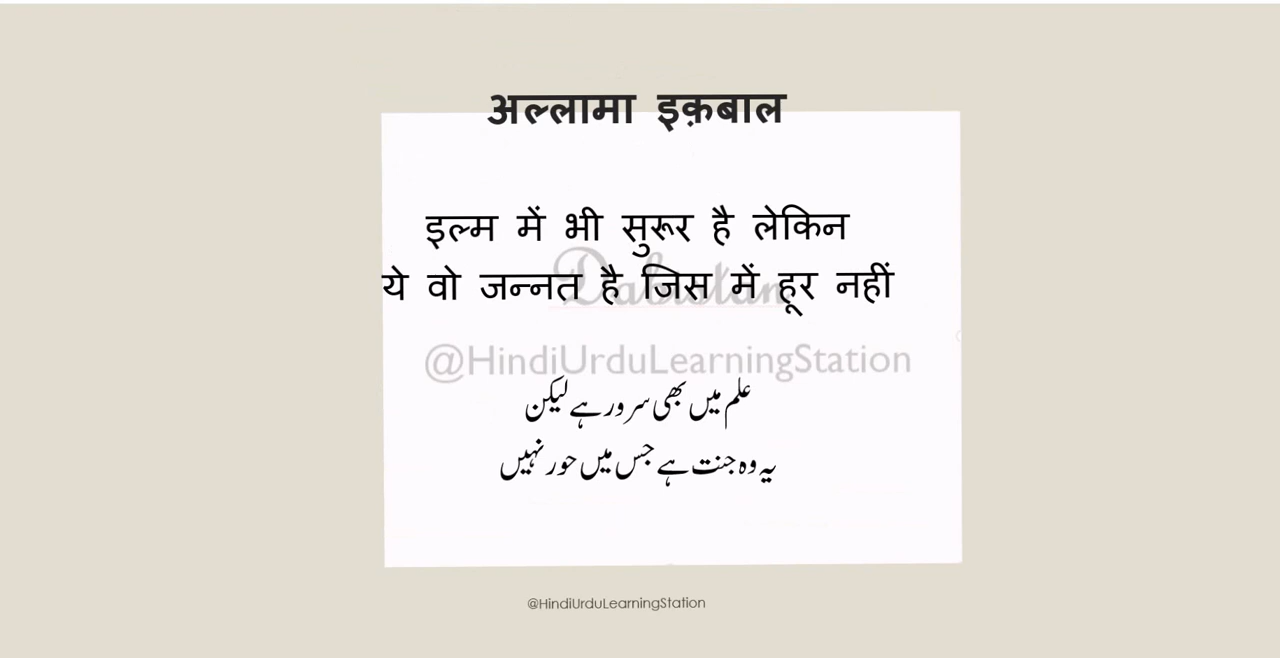 अल्लामा इक़बाल
इल्म में भी सुरूर है लेकिन
ये वो जन्नत है जिस में हूर नहीं
Dabistan
@HindiUrduLearningStation
علم میں بھی سرور ہے لیکن
یہ وہ جنت ہے جس میں حور نہیں
@HindiUrduLearningStation